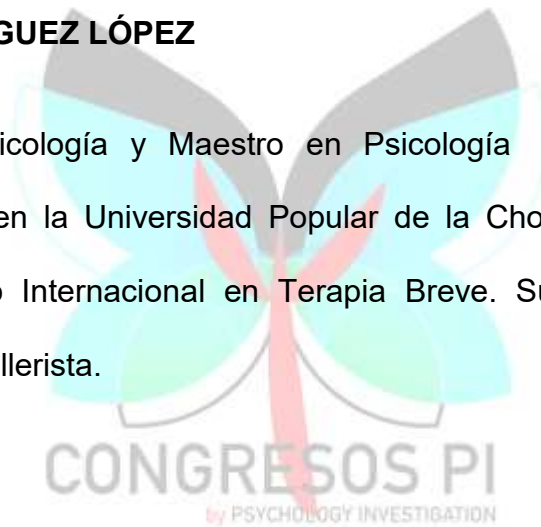 GUEZ LÓPEZ
icología y Maestro en Psicología
en la Universidad Popular de la Cho
o Internacional en Terapia Breve. Su
llerista.
CONGRESOS PI
by PSYCHOLOGY INVESTIGATION